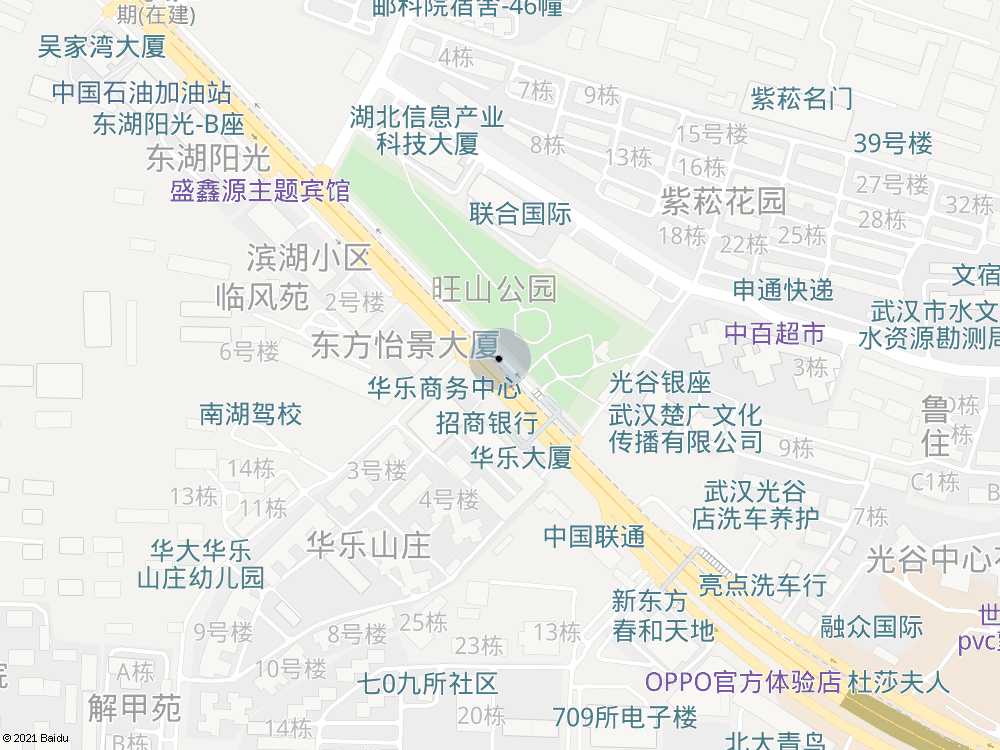 邮科院宿舍-46幢
期(在建)
吴家湾大厦
4栋
中国石油加油站
7栋
9栋
紫菘名门
东湖阳光-B座
湖北信息产业
科技大厦
15号楼
39号楼
8栋
13栋
16栋
东湖阳光
盛鑫源主题宾馆
27号楼
紫菘花园
32栋
联合国际
28栋
18栋
22栋
25栋
滨湖小区
临风苑
2号楼
旺山公园
申通快递
文宿
武汉市水文
水资源勘测局
中百超市
东方怡景大厦
6号楼
3栋
华乐商务中心
光谷银座
南湖驾校
招商银行
武汉楚广文化
传播有限公司
鲁
住
0栋
栋
华乐大厦
9栋
14栋
3号楼
13栋
11栋
4号楼
C1栋
B
武汉光谷
店洗车养护
7栋
中国联通
华乐山庄
华大华乐
山庄幼儿园
光谷中心
亮点洗车行
新东方
春和天地
融众国际
世
pvc
9号楼
8号楼
25栋
23栋
13栋
10号楼
A栋
院
解甲苑
七0九所社区
OPPO官方体验店
杜莎夫人
20栋
709所电子楼
14栋
B栋
北大青鸟
© 2021 Baidu